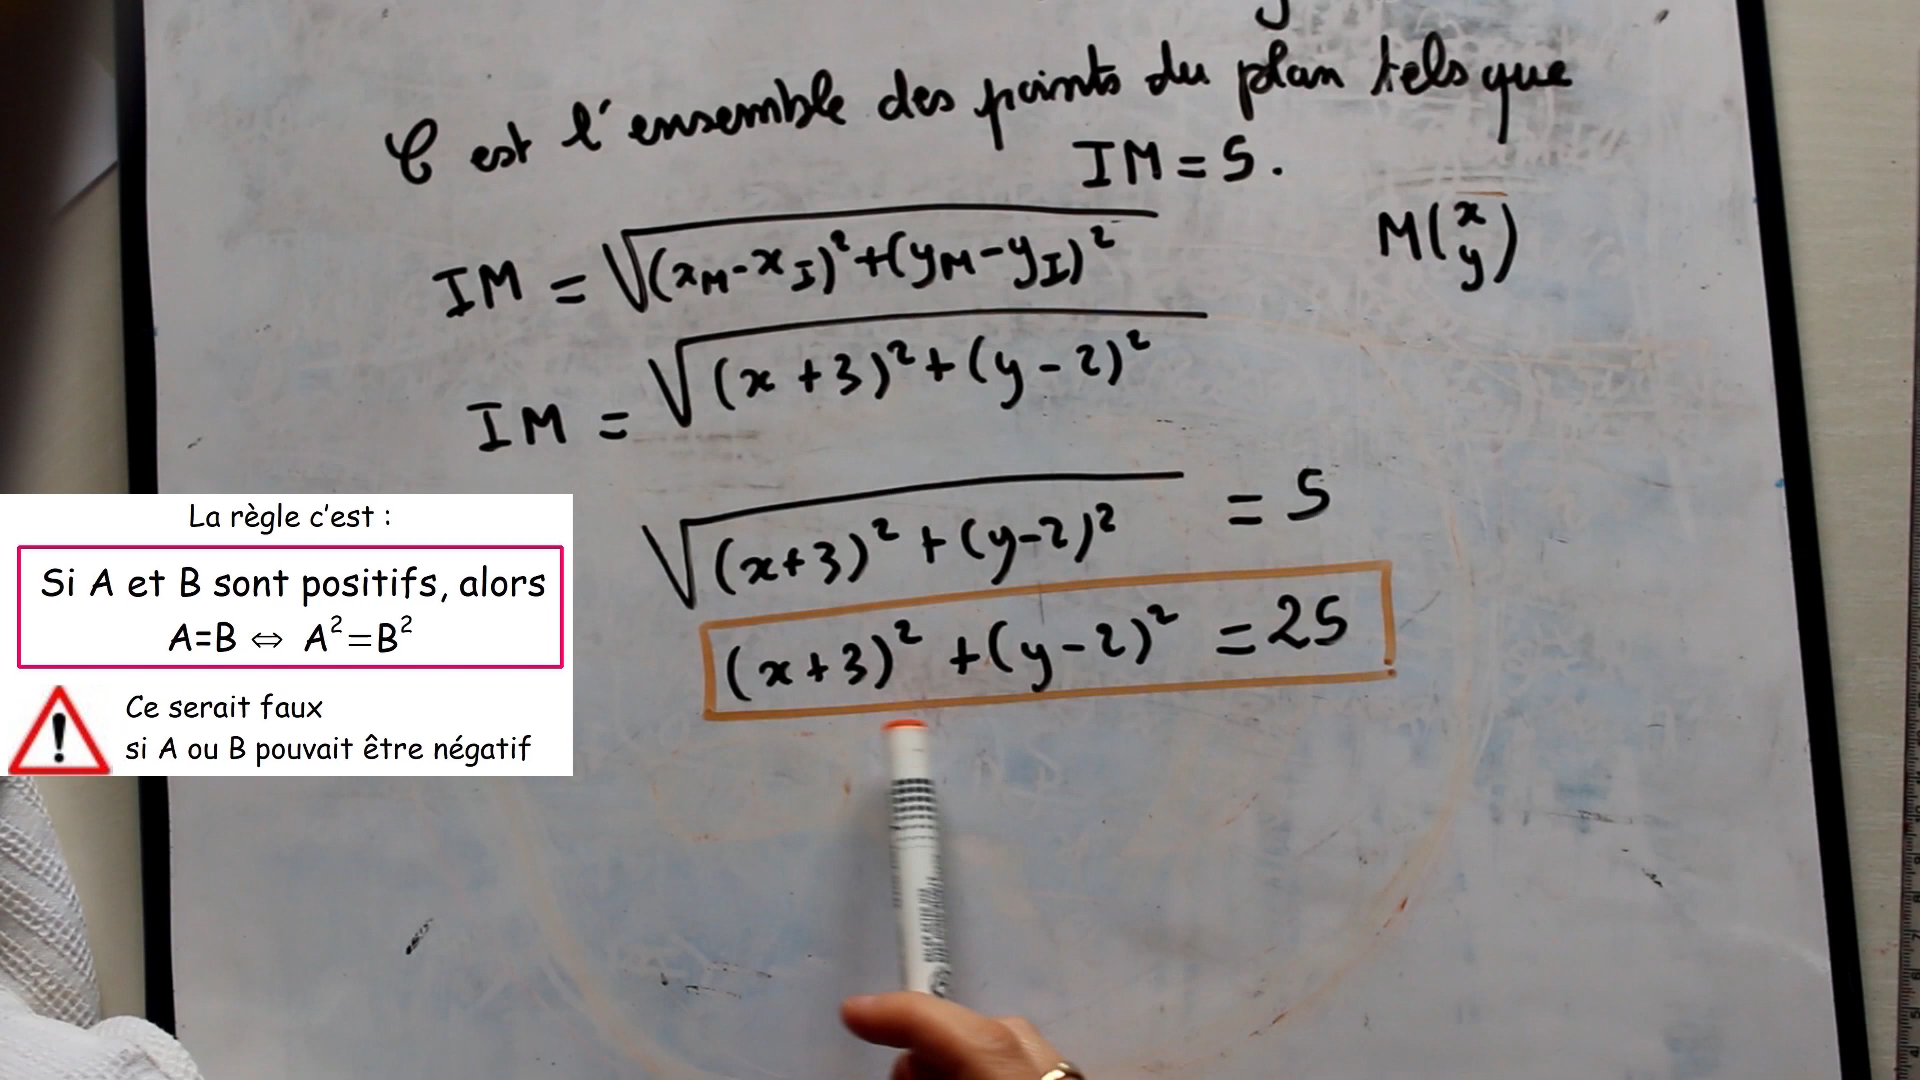 C est l'ensemble des points du plan tels que
IM = 5.
M(x y)
IM = √((x_M - x_I)² + (y_M - y_I)²)
IM = √((x + 3)² + (y - 2)²)
√((x+3)² + (y-2)²) = 5
(x+3)² + (y-2)² = 25
La règle c'est :
Si A et B sont positifs, alors
A=B ⇔ A²=B²
Ce serait faux
si A ou B pouvait être négatif